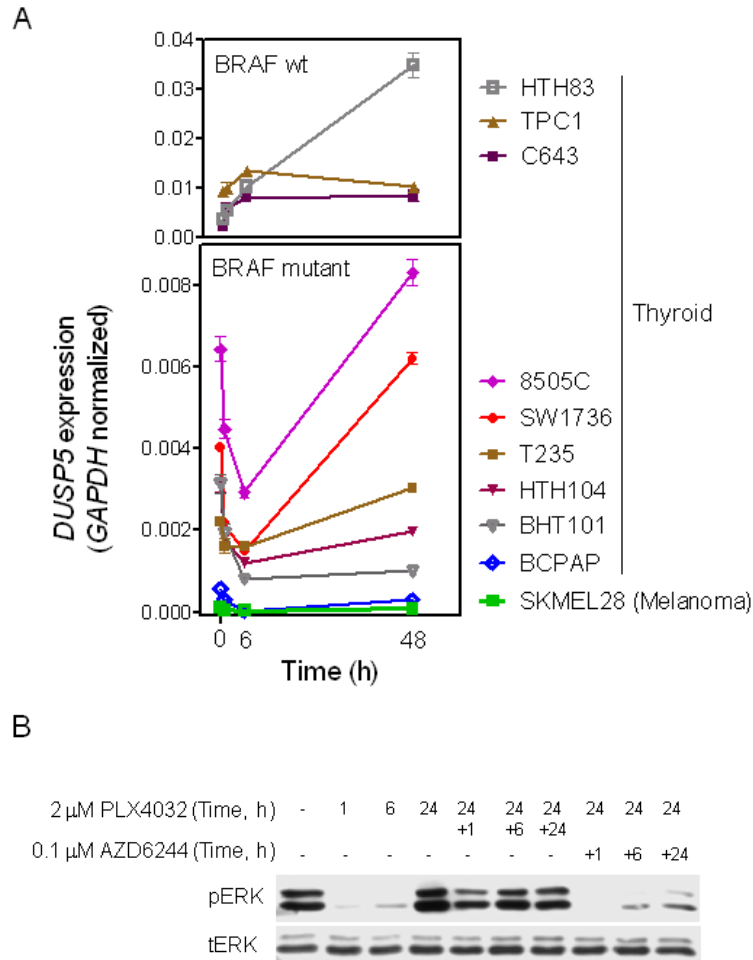 A
BRAF wt
0.04
0.03
0.02
0.01
0.00
HTH83
TPC1
C643
BRAF mutant
0.008
0.006
0.004
0.002
0.000
DUSP5 expression
(GAPDH normalized)
Thyroid
8505C
SW1736
T235
HTH104
BHT101
BCPAP
SKMEL28 (Melanoma)
0 6 48
Time (h)
B
2 μM PLX4032 (Time, h) - 1 6 24 24 24 24 24 24 24
+1 +6 +24
0.1 μM AZD6244 (Time, h) - - - - - - - +1 +6 +24
pERK
tERK